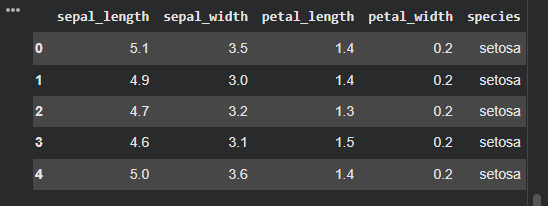 sepal_length sepal_width petal_length petal_width species
0 5.1 3.5 1.4 0.2 setosa
1 4.9 3.0 1.4 0.2 setosa
2 4.7 3.2 1.3 0.2 setosa
3 4.6 3.1 1.5 0.2 setosa
4 5.0 3.6 1.4 0.2 setosa